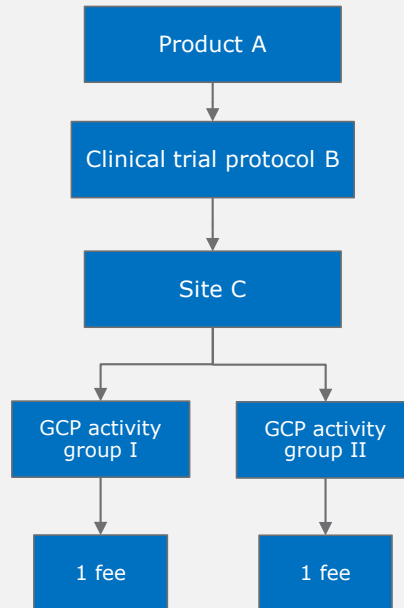 Product A
Clinical trial protocol B
Site C
GCP activity
group I
GCP activity
group II
1 fee
1 fee